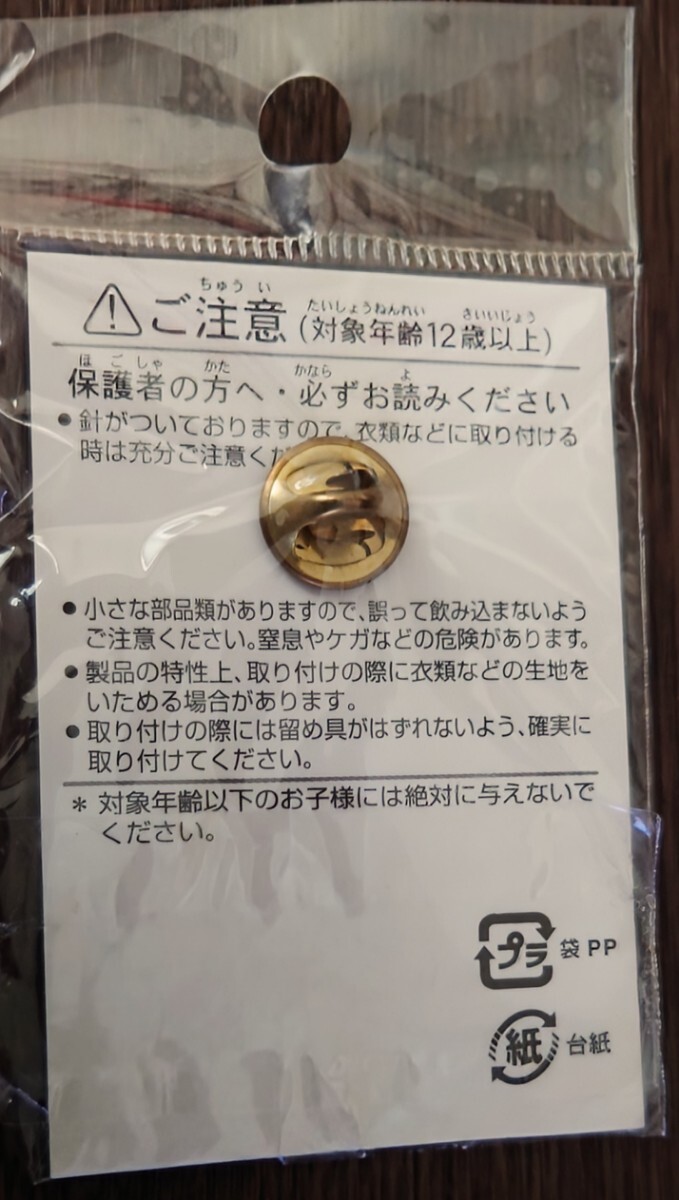 ちゅうい たいしょうねんれい さいいじょう
ご注意(対象年齢12歳以上)
ほごしゃ かた かなら よ
保護者の方へ・必ずお読みください
●針がついておりますので、衣類などに取り付ける
時は充分ご注意くだ
●小さな部品類がありますので、誤って飲み込まないよう
ご注意ください。窒息やケガなどの危険があります。
●製品の特性上、取り付けの際に衣類などの生地を
いためる場合があります。
●取り付けの際には留め具がはずれないよう、確実に
取り付けてください。
＊対象年齢以下のお子様には絶対に与えないで
ください。
プラ 袋 PP
紙 台紙